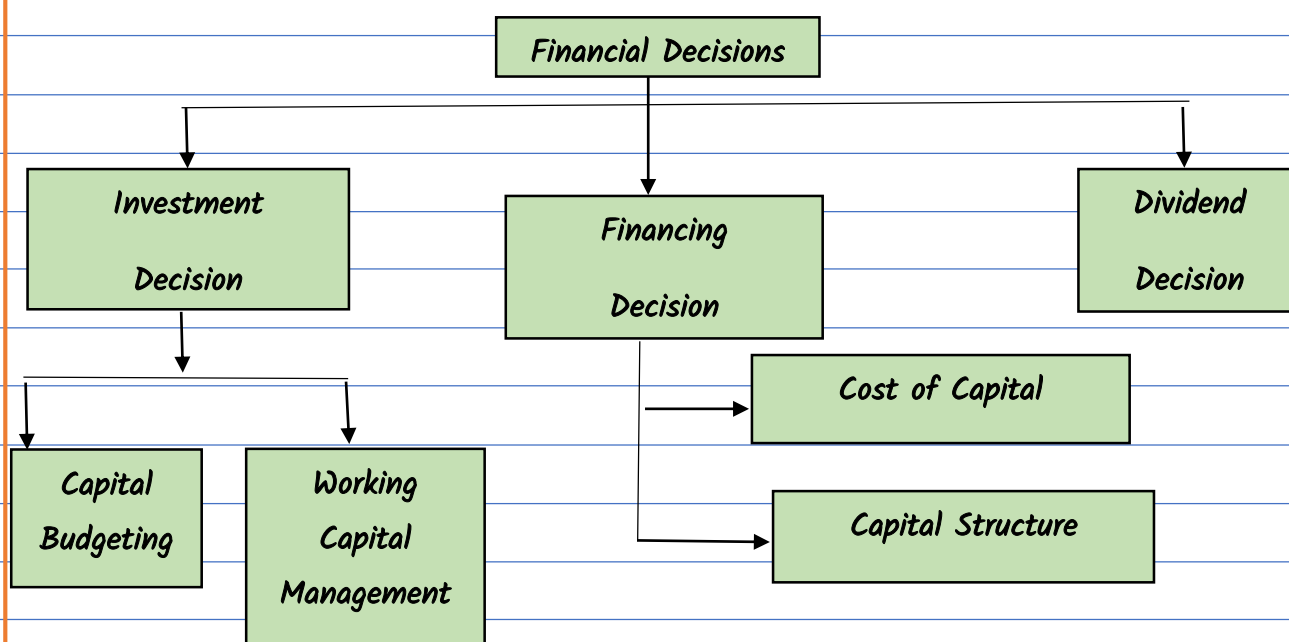 Financial Decisions
Investment
Decision
Financing
Decision
Dividend
Decision
Cost of Capital
Capital Structure
Capital
Budgeting
Working
Capital
Management